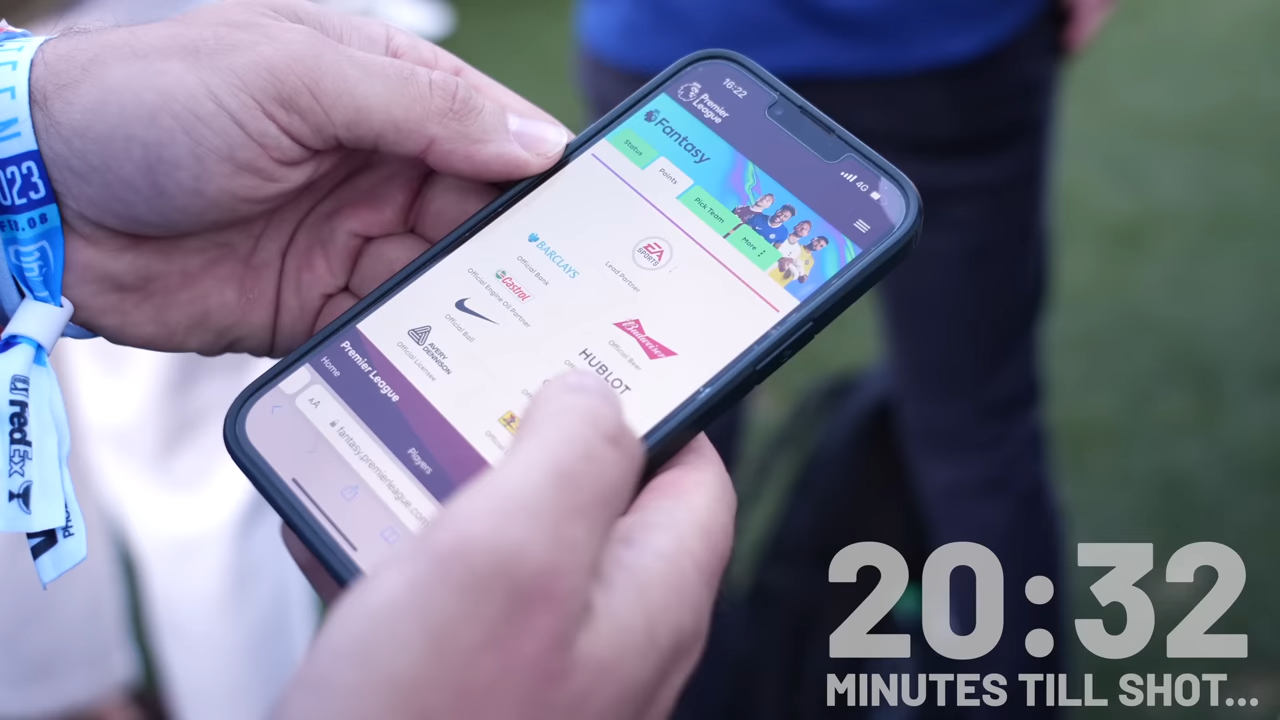 023
FedEx
16:22
4G
Premier
League
Fantasy
Status
Points
Pick Team
More
EA
SPORTS
Lead Partner
BARCLAYS
Official Bank
Castrol
Official Engine Oil Partner
Official Ball
AVERY
DENNISON
Official Licensee
Budweiser
Official Beer
HUBLOT
Premier League
Home
Players
AA
fantasy.premierleague.com
20:32
MINUTES TILL SHOT...